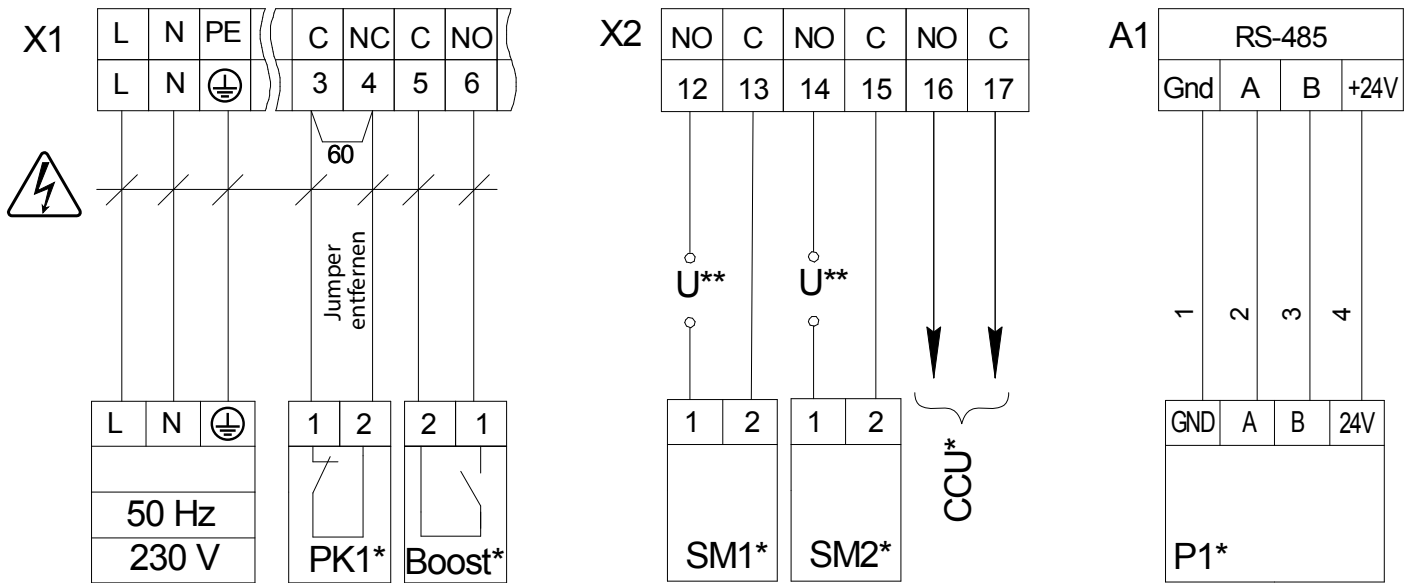 X1 L N PE C NC C NO
L N 3 4 5 6
60
Jumper
entfernen
L N
50 Hz
230 V
1 2
PK1*
2 1
Boost*
X2 NO C NO C NO C
12 13 14 15 16 17
U** U**
1 2
SM1*
1 2
SM2*
CCU*
A1 RS-485
Gnd A B +24V
1 2 3 4
GND A B 24V
P1*